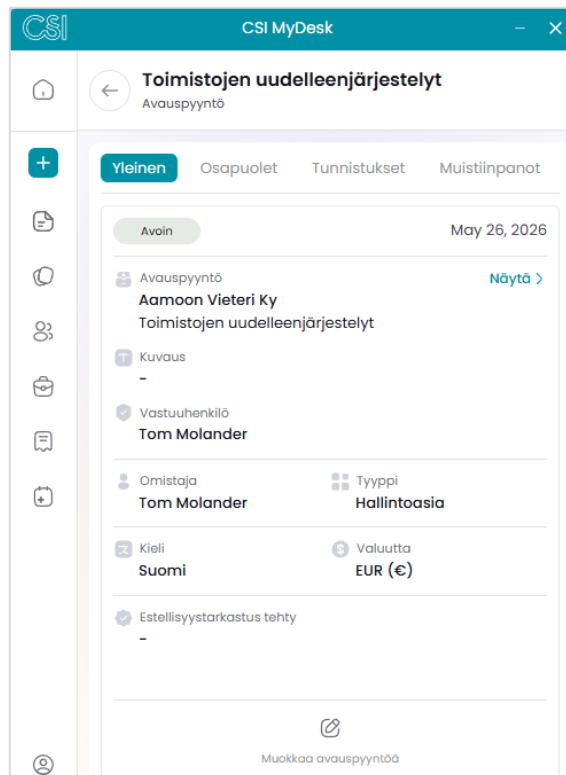 CSI
CSI MyDesk
Toimistojen uudelleenjärjestelyt
Avauspyyntö
Yleinen Osapuolet Tunnistukset Muistiinpanot
Avoin May 26, 2026
Avauspyyntö Näytä >
Aamoon Vieteri Ky
Toimistojen uudelleenjärjestelyt
Kuvaus
-
Vastuuhenkilö
Tom Molander
Omistaja Tyyppi
Tom Molander Hallintoasia
Kieli Valuutta
Suomi EUR (€)
Estellisyystarkastus tehty
-
Muokkaa avauspyyntöä